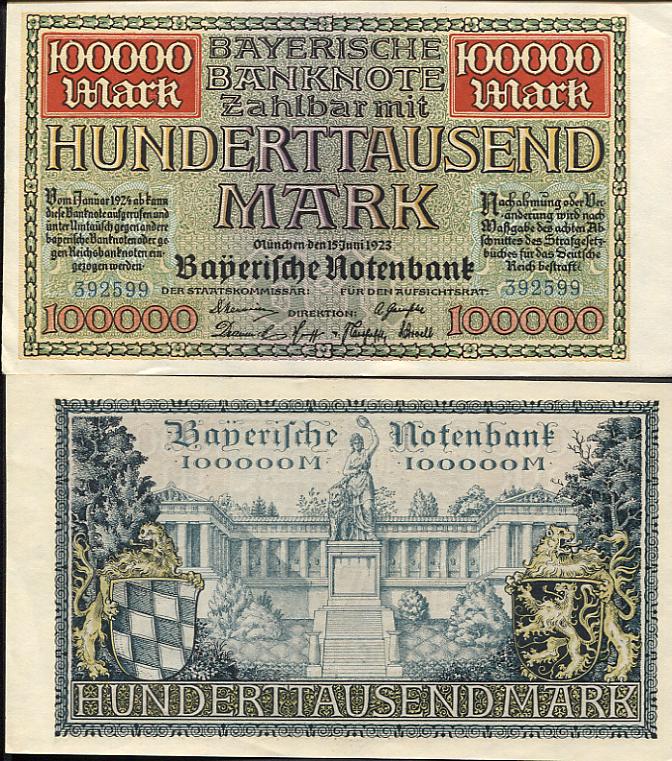 100000 Mark
BAYERISCHE
BANKNOTE
Zahlbar mit
100000 Mark
HUNDERTTAUSEND
MARK
Vom 1 Januar 1924 ab kann
diese Banknote aufgerufen und
unter Umtausch gegen andere
bayerische Banknoten oder ge
gen Reichsbanknoten ein-
gezogen werden.
Nachahmung oder Ver-
änderung wird nach
Maßgabe des achten Ab-
schnittes des Strafgesetz-
buches für das Deutsche
Reich bestraft.
München den 15 Juni 1923
Bayerische Notenbank
392599
DER STAATSKOMMISSAR: FÜR DEN AUFSICHTSRAT:
392599
DIREKTION:
100000
100000
Bayerische Notenbank
100000M · 100000M ·
HUNDERTTAUSEND MARK